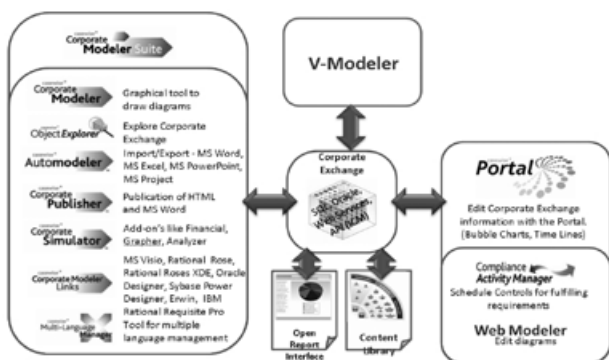 Corporate
Modeler Suite
Corporate
Modeler
Graphical tool to
draw diagrams
Object Explorer
Explore Corporate
Exchange
Automodeler
Import/Export - MS Word,
MS Excel, MS PowerPoint,
MS Project
Corporate
Publisher
Publication of HTML
and MS Word
Corporate
Simulator
Add-on's like Financial,
Grapher, Analyzer
Corporate Modeler
Links
MS Visio, Rational Rose,
Rational Roses XDE, Oracle
Designer, Sybase Power
Designer, Erwin, IBM
Rational Requisite Pro
Multi-Language
Manager
Tool for multiple
language management
V-Modeler
Corporate
Exchange
Sql, Oracle,
Web Services,
API (ICM)
Open
Report
Interface
Content
Library
Portal
Edit Corporate Exchange
information with the Portal.
(Bubble Charts, Time Lines)
Compliance
Activity Manager
Schedule Controls for fulfilling
requirements
Web Modeler
Edit diagrams